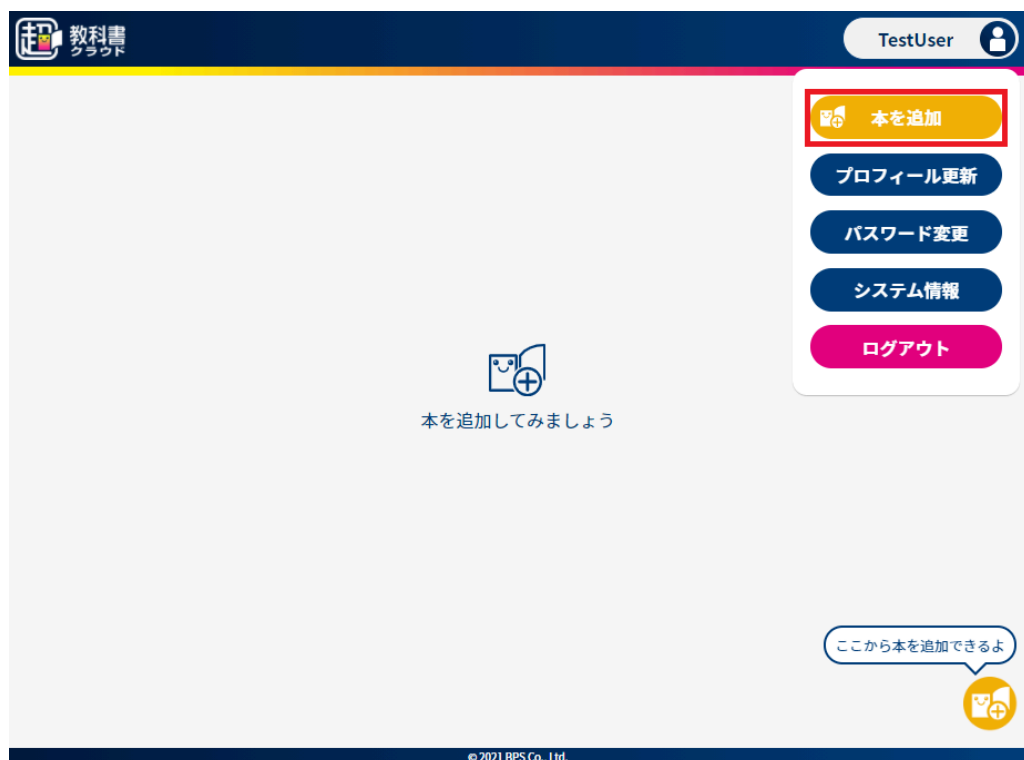 超 教科書
クラウド
TestUser
本を追加
プロフィール更新
パスワード変更
システム情報
ログアウト
本を追加してみましょう
ここから本を追加できるよ
© 2021 BPS Co., Ltd.